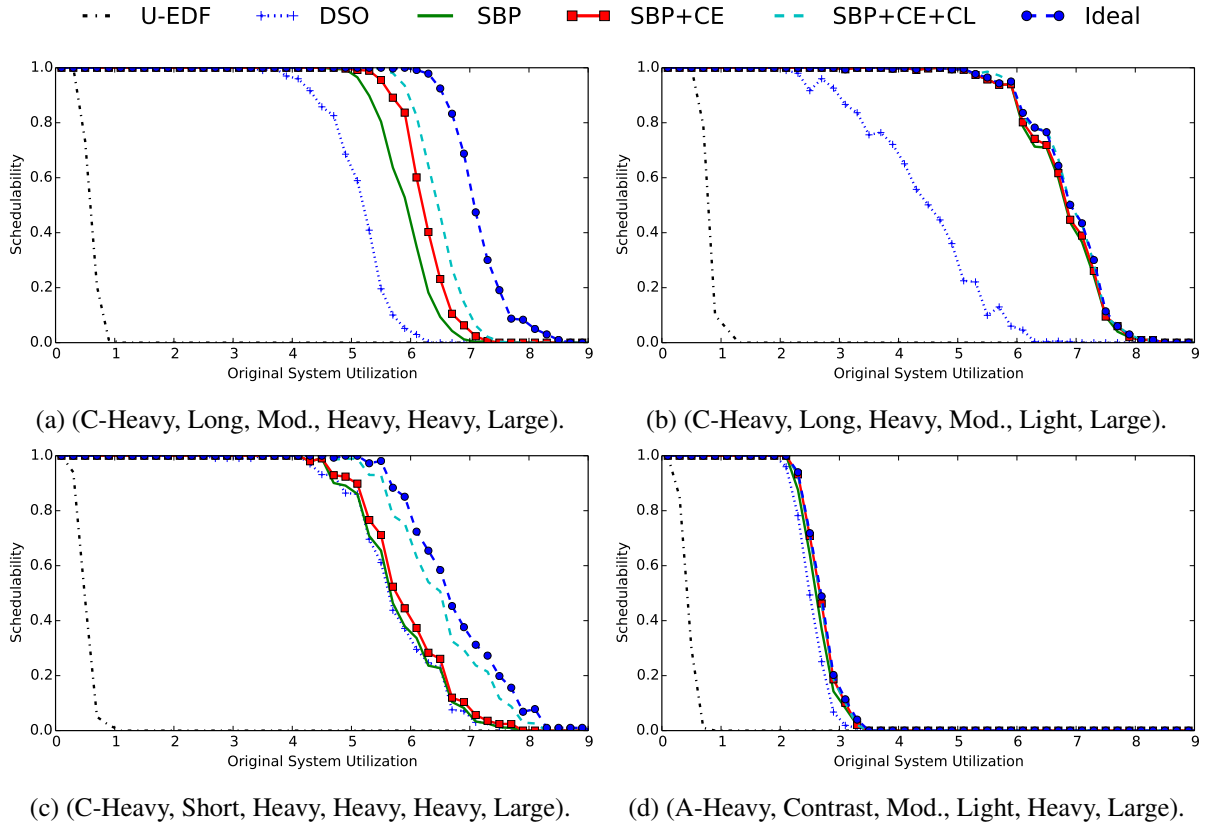 U-EDF DSO SBP SBP+CE SBP+CE+CL Ideal
1.0
0.8
0.6
0.4
0.2
0.0
Schedulability
0 1 2 3 4 5 6 7 8 9
Original System Utilization
(a) (C-Heavy, Long, Mod., Heavy, Heavy, Large).
1.0
0.8
0.6
0.4
0.2
0.0
Schedulability
0 1 2 3 4 5 6 7 8 9
Original System Utilization
(b) (C-Heavy, Long, Heavy, Mod., Light, Large).
1.0
0.8
0.6
0.4
0.2
0.0
Schedulability
0 1 2 3 4 5 6 7 8 9
Original System Utilization
(c) (C-Heavy, Short, Heavy, Heavy, Heavy, Large).
1.0
0.8
0.6
0.4
0.2
0.0
Schedulability
0 1 2 3 4 5 6 7 8 9
Original System Utilization
(d) (A-Heavy, Contrast, Mod., Light, Heavy, Large).